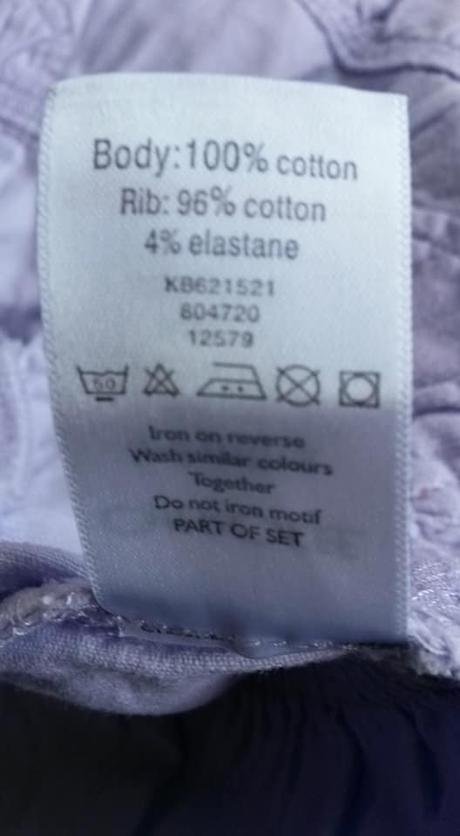 Body:100% cotton
Rib: 96% cotton
4% elastane
KB621521
804720
12579
Iron on reverse
Wash similar colours
Together
Do not iron motif
PART OF SET